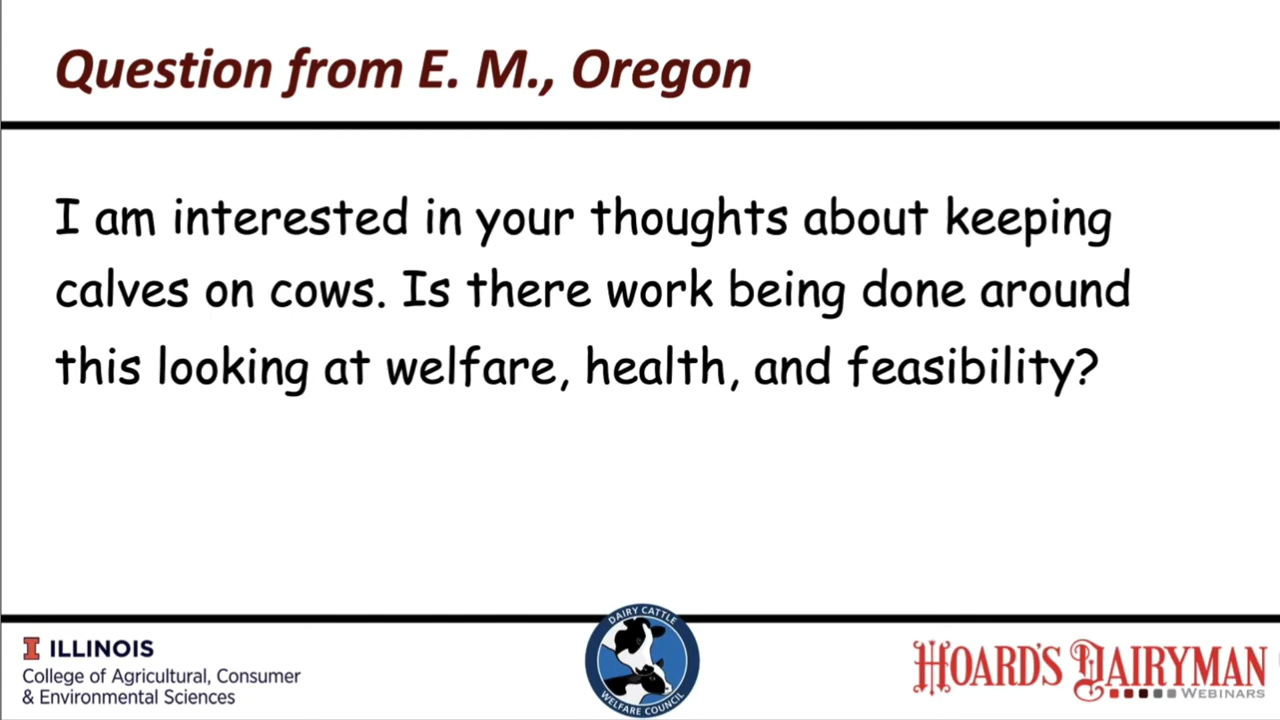 Question from E. M., Oregon
I am interested in your thoughts about keeping
calves on cows. Is there work being done around
this looking at welfare, health, and feasibility?
I ILLINOIS
College of Agricultural, Consumer
& Environmental Sciences
DAIRY CATTLE
WELFARE COUNCIL
HOARD'S DAIRYMAN
WEBINARS